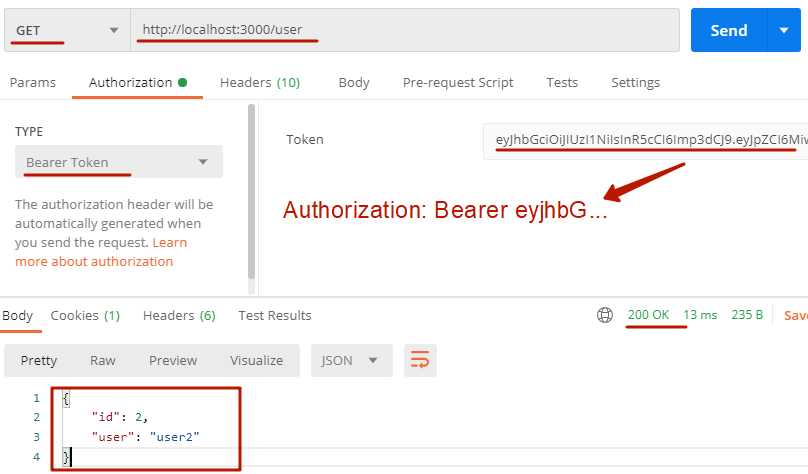 GET http://localhost:3000/user Send
Params Authorization Headers (10) Body Pre-request Script Tests Settings
TYPE
Bearer Token
The authorization header will be
automatically generated when
you send the request. Learn
more about authorization
Token eyJhbGciOiJIUzI1NiIsInR5cCI6Imp3dCJ9.eyJpZCI6Miw
Authorization: Bearer eyjhbG...
Body Cookies (1) Headers (6) Test Results 200 OK 13 ms 235 B Save
Pretty Raw Preview Visualize JSON
1 {
2 "id": 2,
3 "user": "user2"
4 }